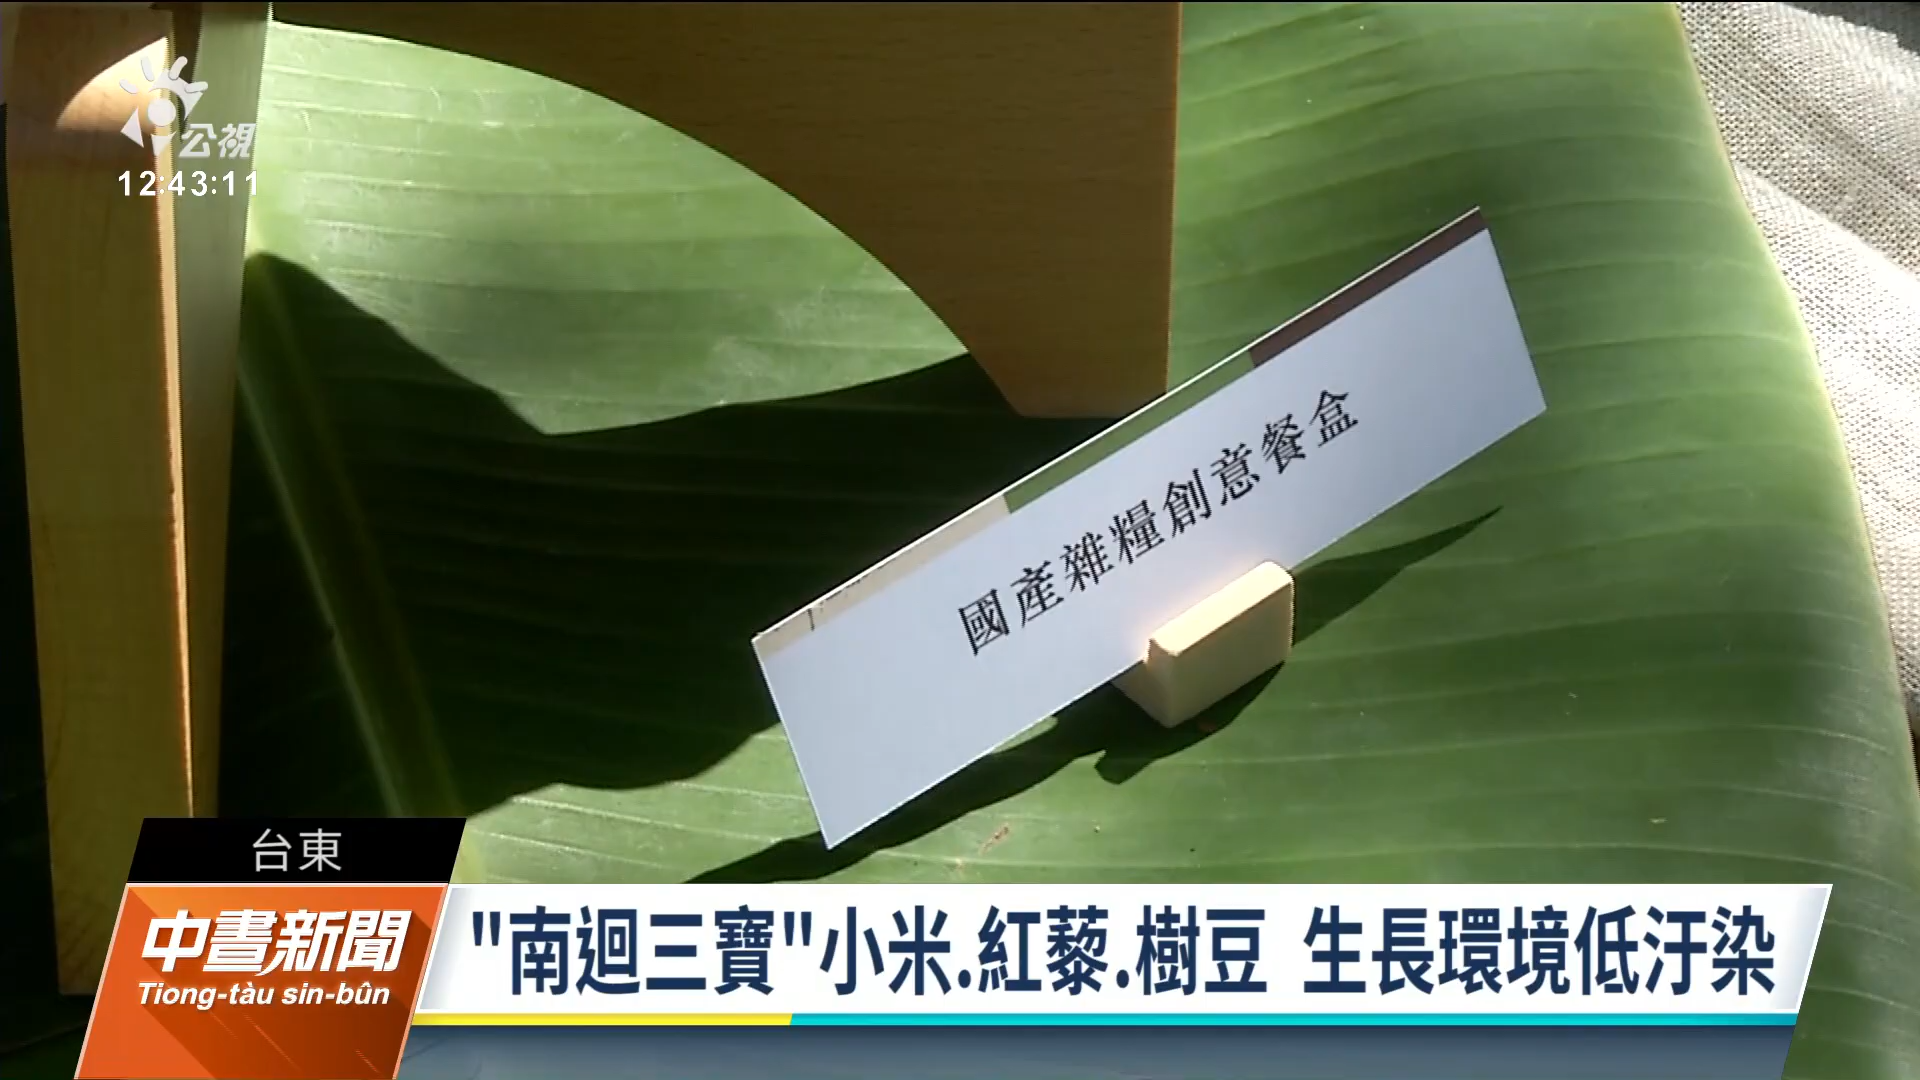 公視
12:43:11
國產雜糧創意餐盒
台東
中晝新聞
Tiong-tàu sin-bûn
"南迴三寶"小米.紅藜.樹豆 生長環境低汙染